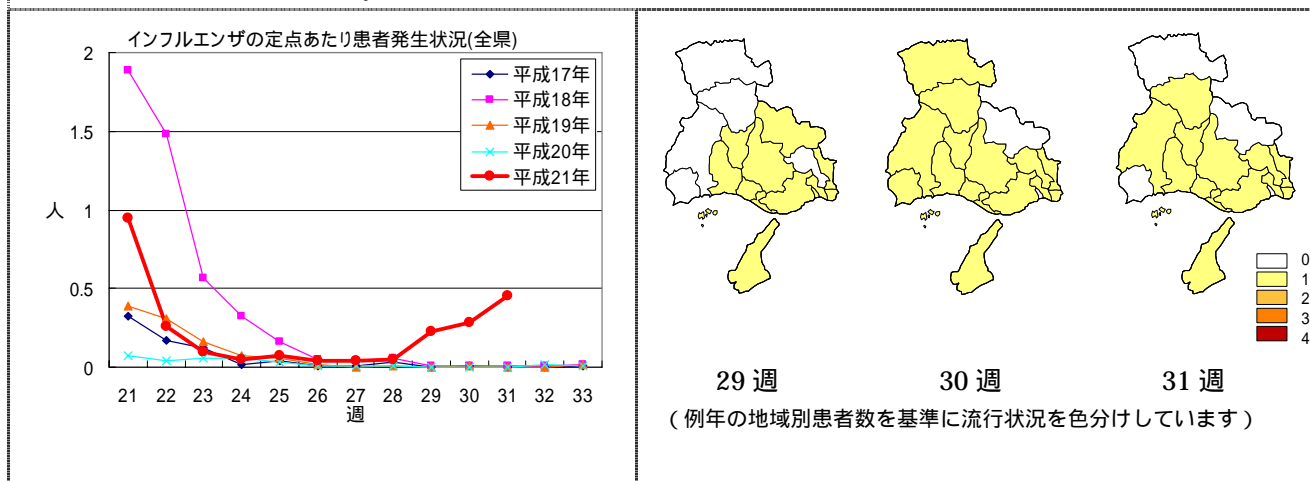 インフルエンザの定点あたり患者発生状況(全県)
2
1.5
1
0.5
0
人
平成17年
平成18年
平成19年
平成20年
平成21年
21 22 23 24 25 26 27 28 29 30 31 32 33
週
0
1
2
3
4
29 週 30 週 31 週
(例年の地域別患者数を基準に流行状況を色分けしています)